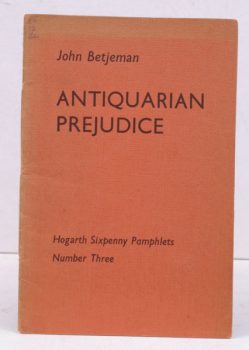 John Betjeman
ANTIQUARIAN
PREJUDICE
Hogarth Sixpenny Pamphlets
Number Three